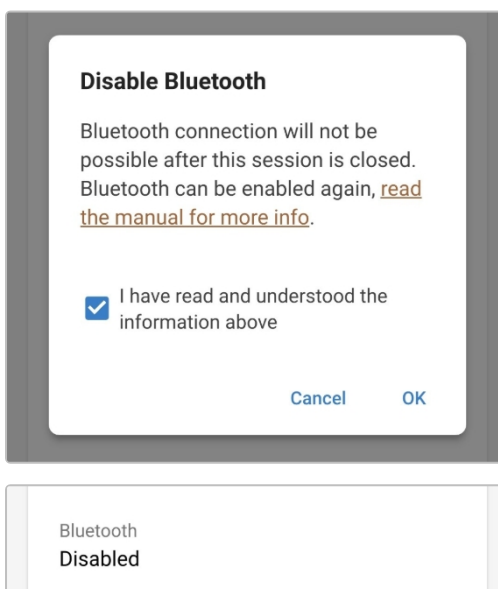 Disable Bluetooth
Bluetooth connection will not be
possible after this session is closed.
Bluetooth can be enabled again, read
the manual for more info.
I have read and understood the
information above
Cancel OK
Bluetooth
Disabled